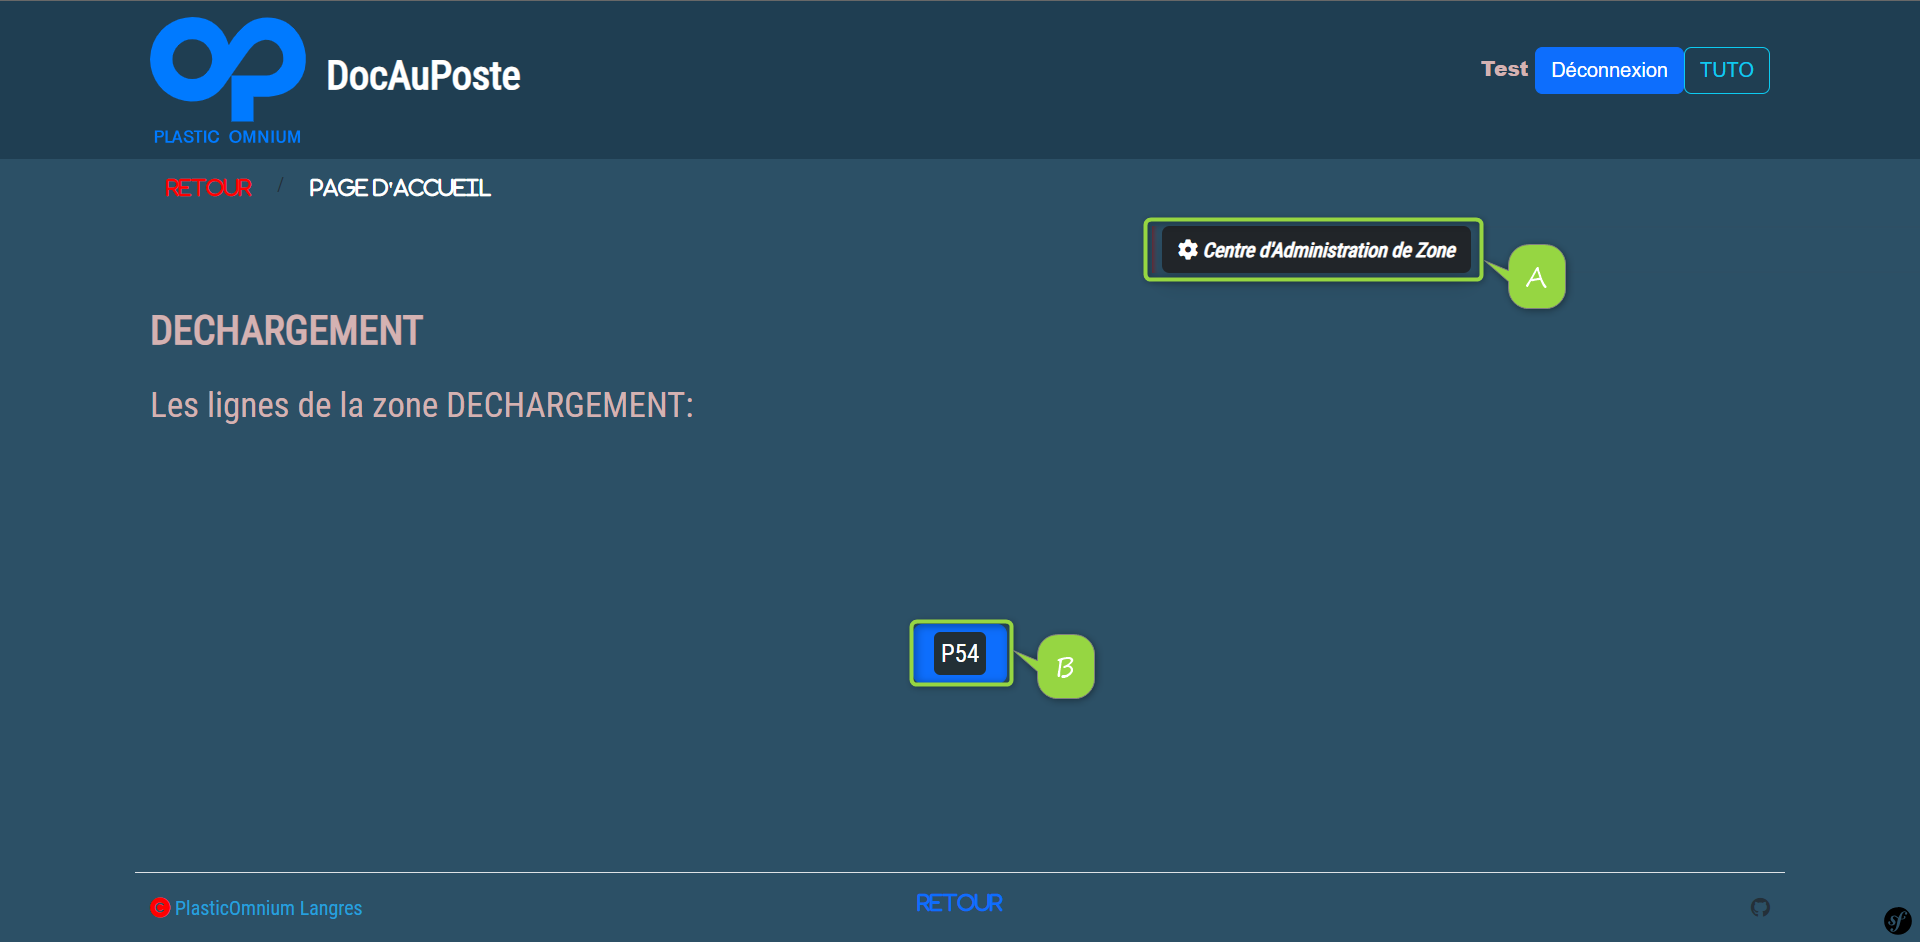 PLASTIC OMNIUM
DocAuPoste
Test Déconnexion TUTO
RETOUR / PAGE D'ACCUEIL
Centre d'Administration de Zone
A
DECHARGEMENT
Les lignes de la zone DECHARGEMENT:
P54
B
© PlasticOmnium Langres
RETOUR
sf